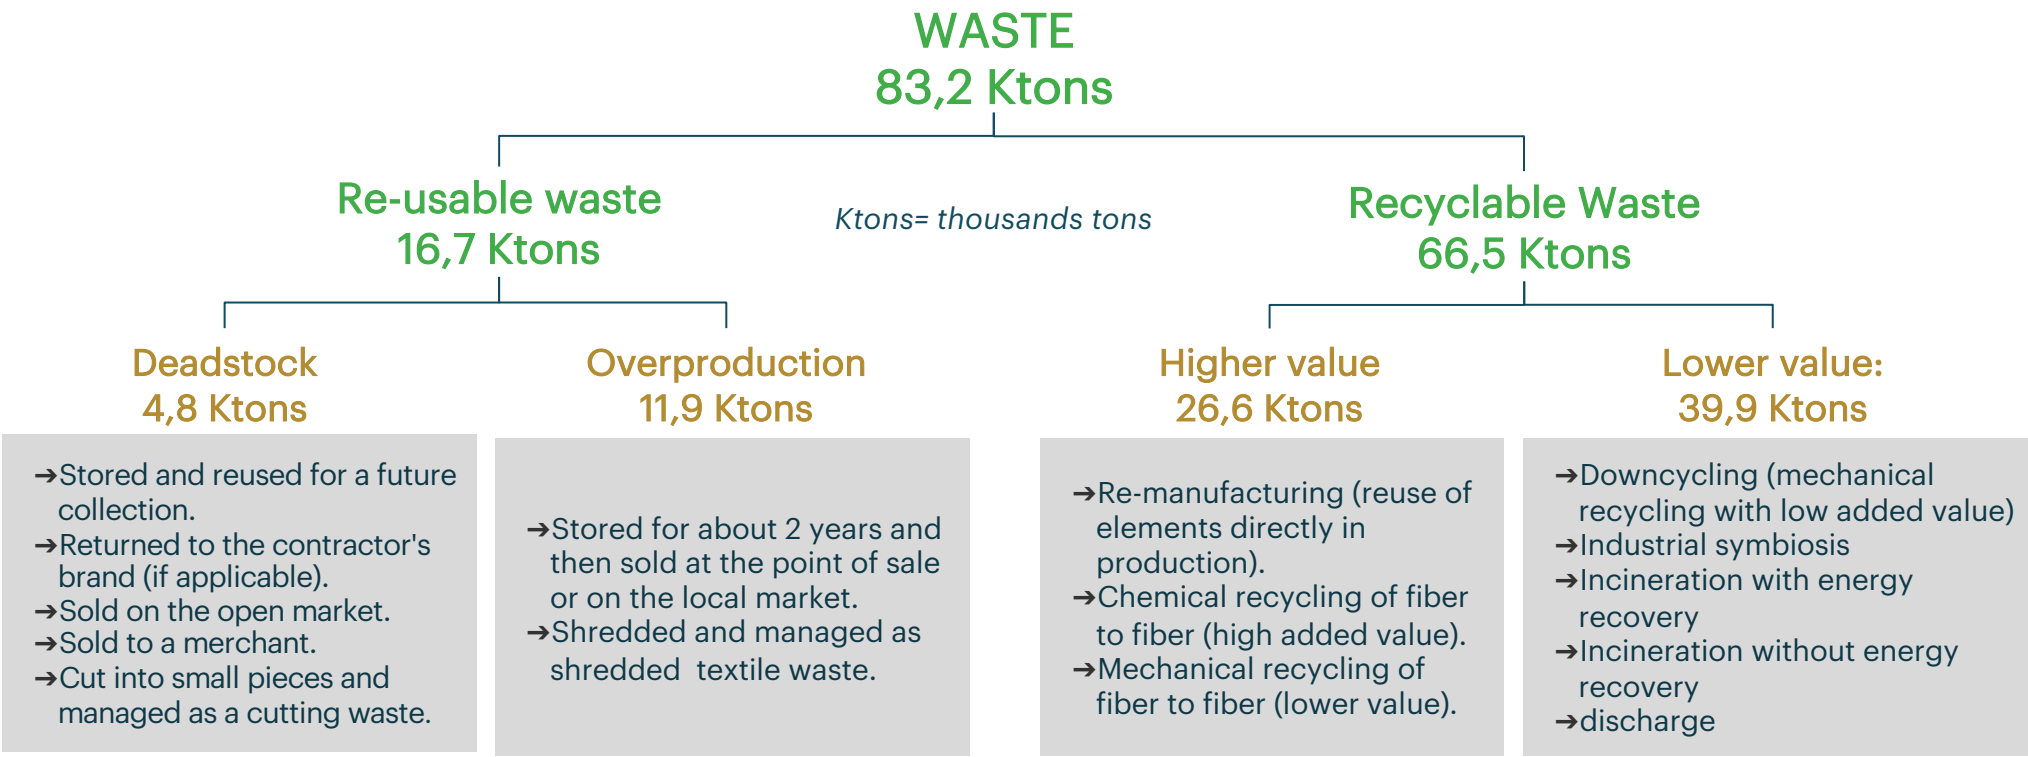 WASTE
83,2 Ktons
Re-usable waste
16,7 Ktons
Ktons= thousands tons
Recyclable Waste
66,5 Ktons
Deadstock
4,8 Ktons
➔Stored and reused for a future
collection.
➔Returned to the contractor's
brand (if applicable).
➔Sold on the open market.
➔Sold to a merchant.
➔Cut into small pieces and
managed as a cutting waste.
Overproduction
11,9 Ktons
➔Stored for about 2 years and
then sold at the point of sale
or on the local market.
➔Shredded and managed as
shredded  textile waste.
Higher value
26,6 Ktons
➔Re-manufacturing (reuse of
elements directly in
production).
➔Chemical recycling of fiber
to fiber (high added value).
➔Mechanical recycling of
fiber to fiber (lower value).
Lower value:
39,9 Ktons
➔Downcycling (mechanical
recycling with low added value)
➔Industrial symbiosis
➔Incineration with energy
recovery
➔Incineration without energy
recovery
➔discharge